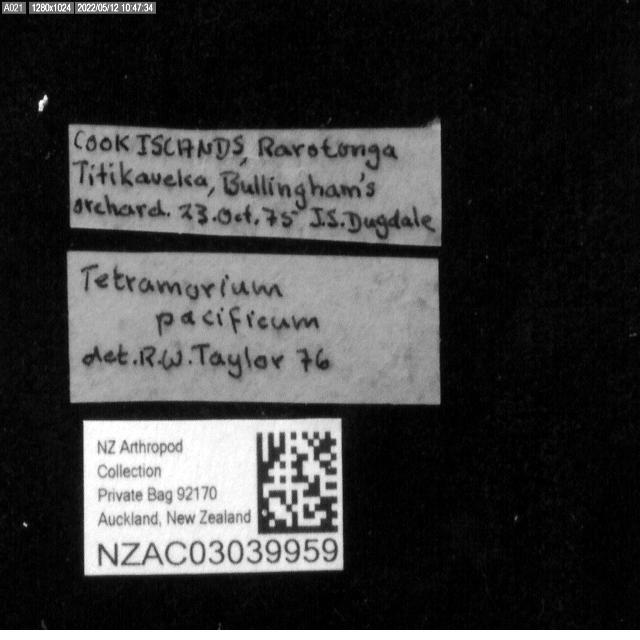 A021 1280x1024 2022/05/12 10:47:34
COOK ISLANDS, Rarotonga
Titikaveka, Bullingham's
orchard. 23.Oct.75 J.S.Dugdale
Tetramorium
pacificum
det.R.W.Taylor 76
NZ Arthropod
Collection
Private Bag 92170
Auckland, New Zealand
NZAC03039959